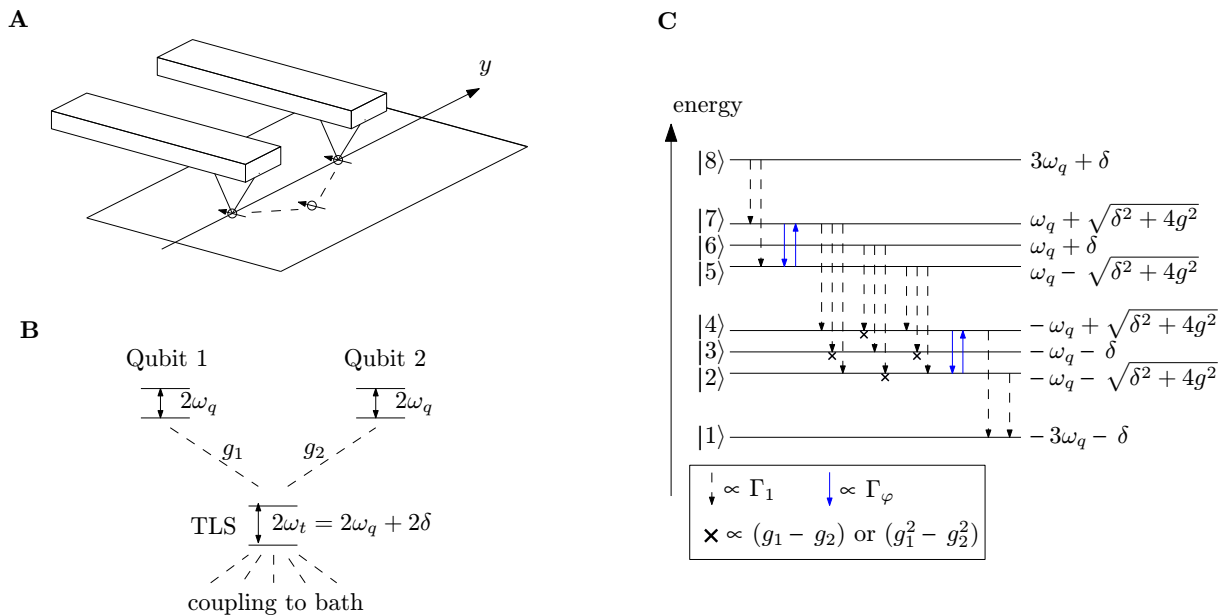 A
y
B
Qubit 1
Qubit 2
2ω_q
2ω_q
g_1
g_2
TLS
2ω_t = 2ω_q + 2δ
coupling to bath
C
energy
|8⟩ 3ω_q + δ
|7⟩ ω_q + √(δ² + 4g²)
|6⟩ ω_q + δ
|5⟩ ω_q − √(δ² + 4g²)
|4⟩ − ω_q + √(δ² + 4g²)
|3⟩ − ω_q − δ
|2⟩ − ω_q − √(δ² + 4g²)
|1⟩ − 3ω_q − δ
∝ Γ_1 ∝ Γ_φ
× ∝ (g_1 − g_2) or (g_1² − g_2²)